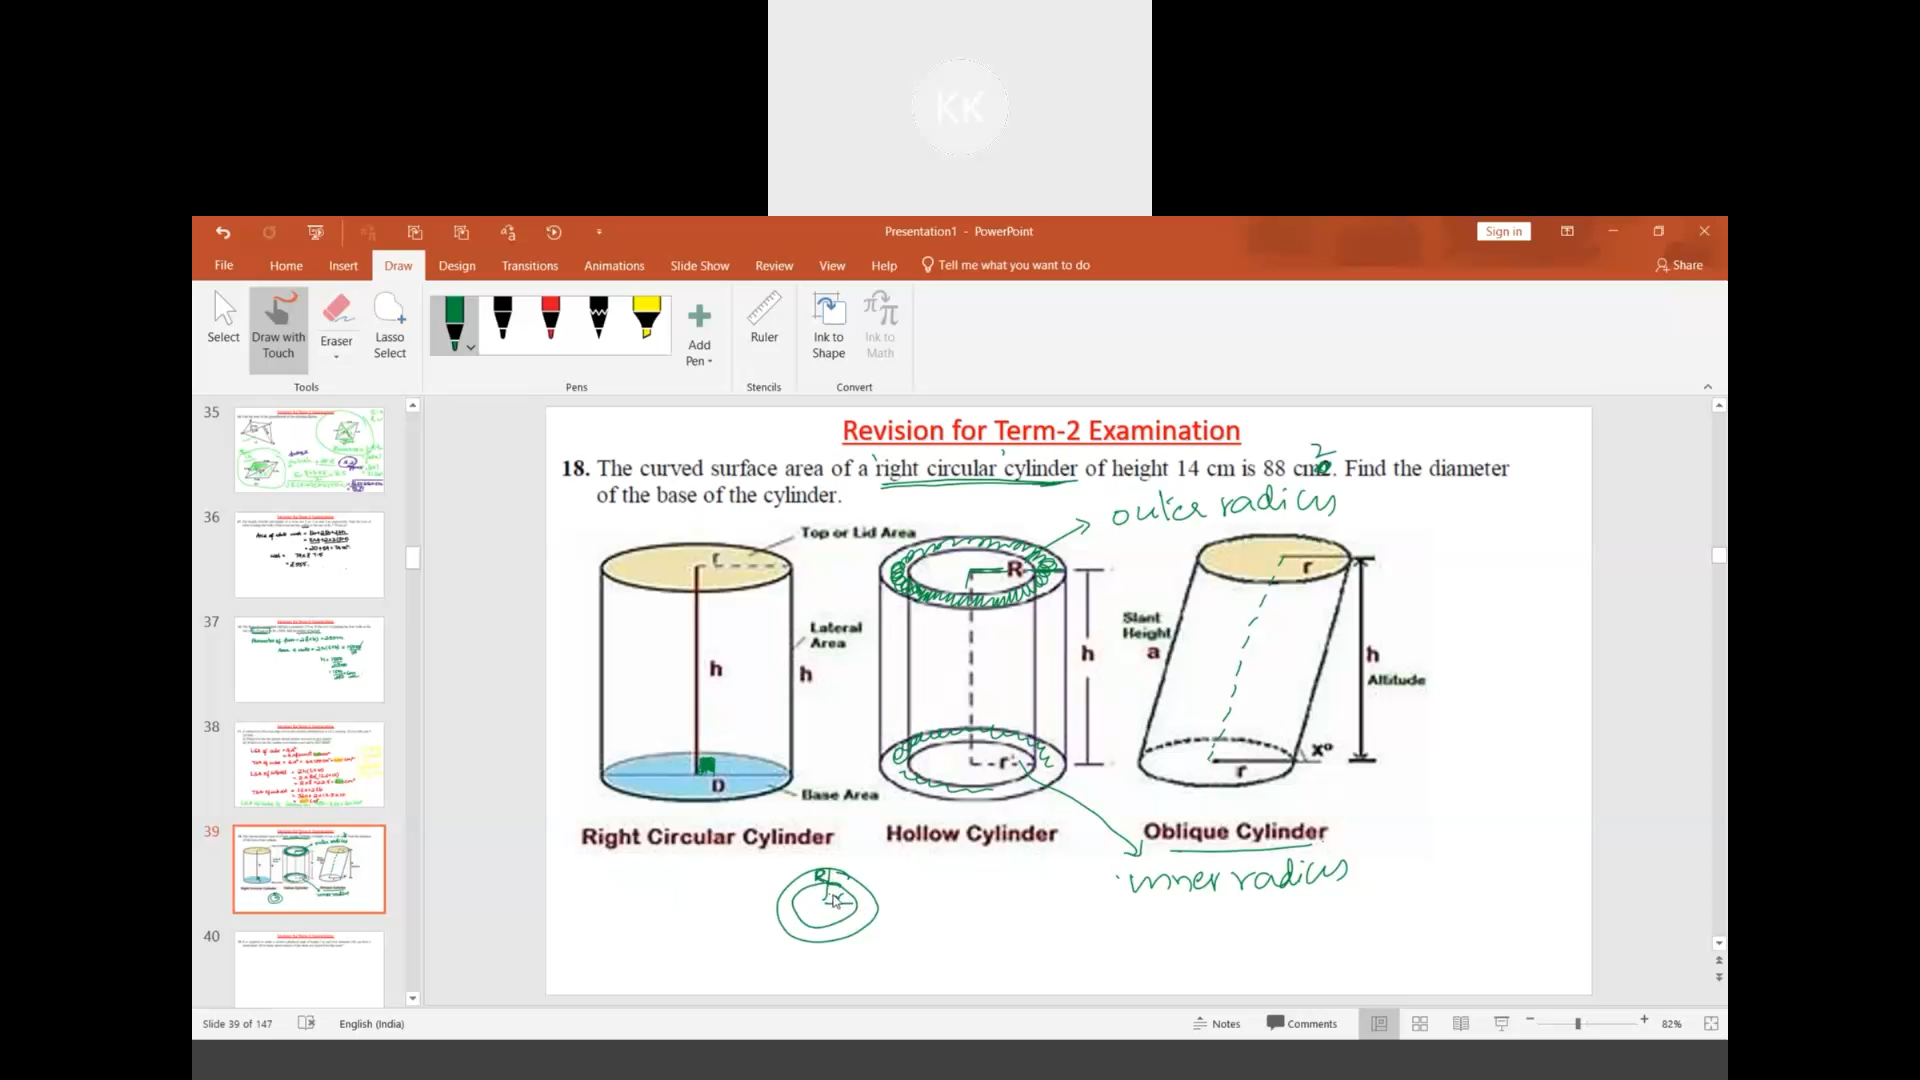 KK
Presentation1 - PowerPoint
Sign in
File Home Insert Draw Design Transitions Animations Slide Show Review View Help Tell me what you want to do Share
Select
Draw with Touch
Eraser
Lasso Select
Add Pen
Ruler
Ink to Shape
Ink to Math
Tools Pens Stencils Convert
35
36
37
38
39
40
Revision for Term-2 Examination
18. The curved surface area of a right circular cylinder of height 14 cm is 88 cm2. Find the diameter
of the base of the cylinder.
outer radius
Top or Lid Area
r
R
r
Lateral Area
h
h
h
Slant Height
a
h
Altitude
D
Base Area
r
r
x°
Right Circular Cylinder
Hollow Cylinder
Oblique Cylinder
inner radius
R
r
Slide 39 of 147 English (India) Notes Comments 82%